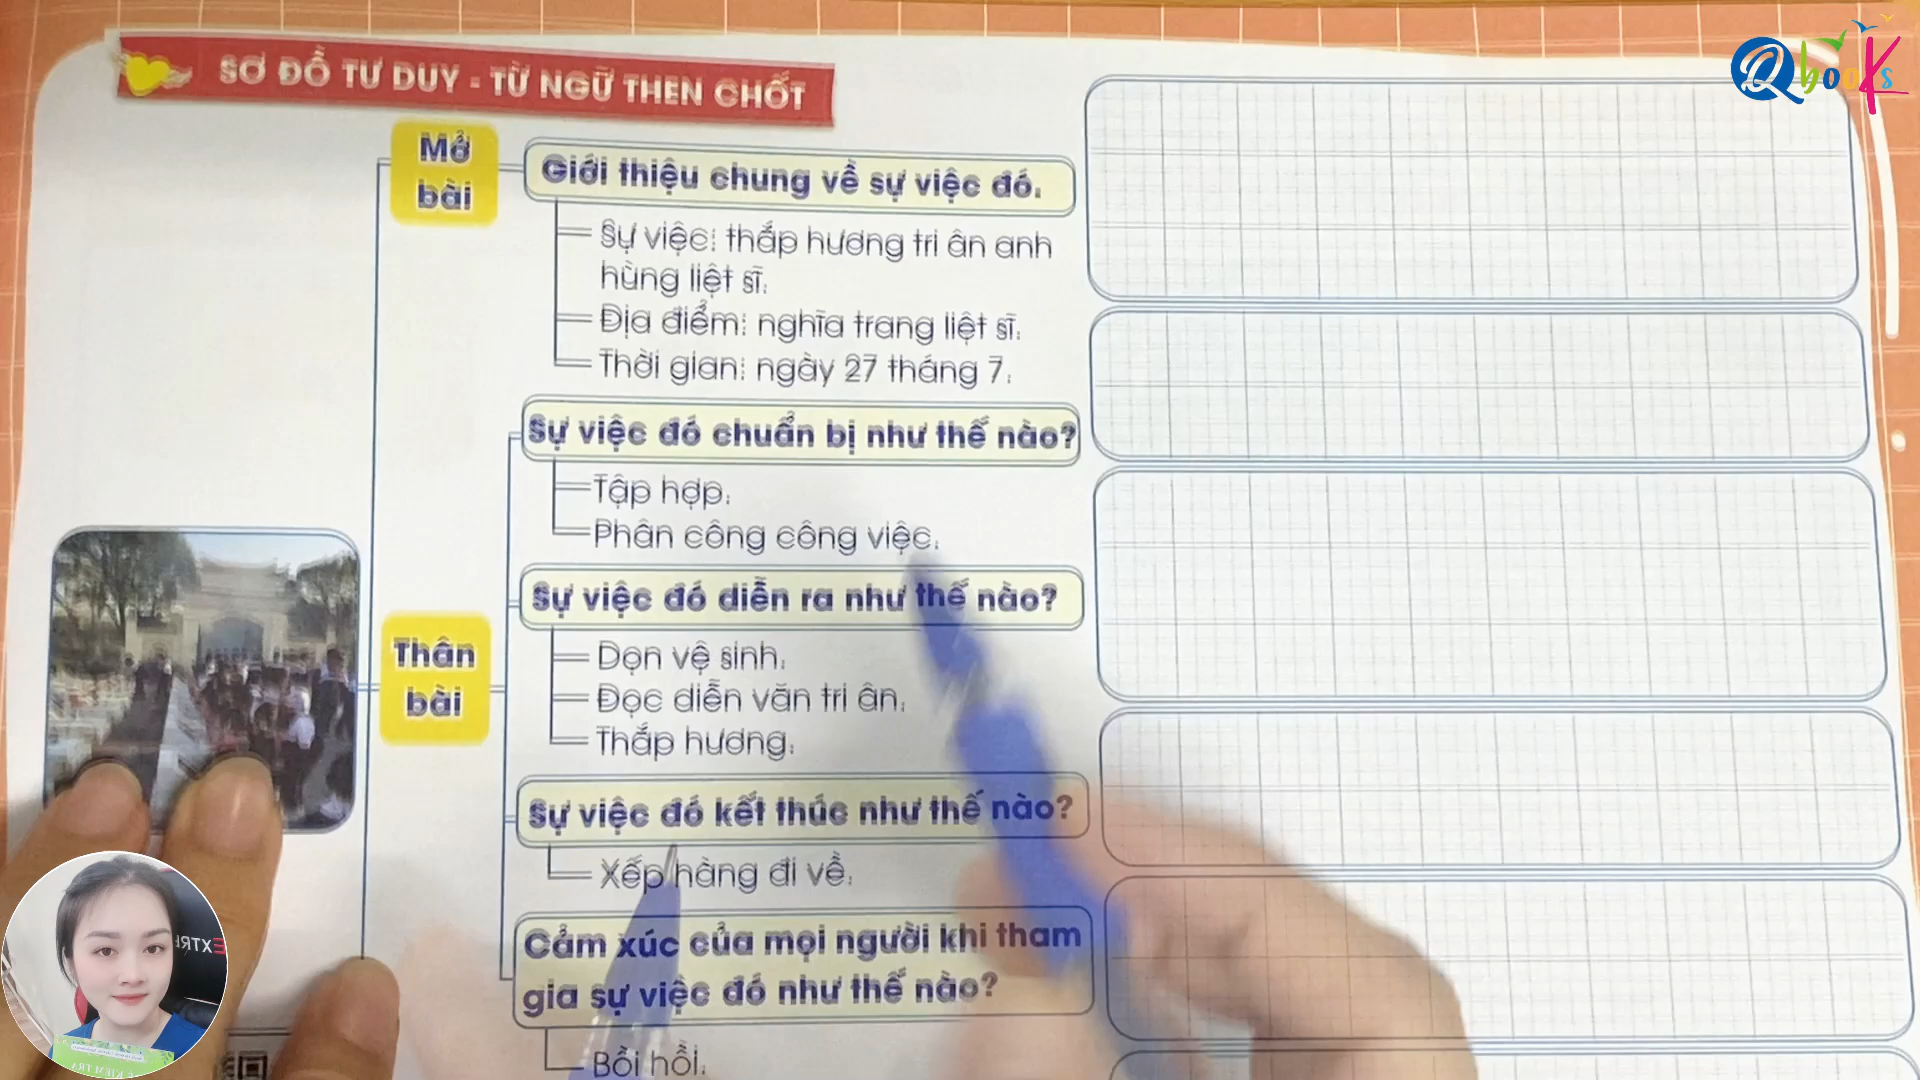 SƠ ĐỒ TƯ DUY - TỪ NGỮ THEN CHỐT
Qbooks
Mở
bài
Giới thiệu chung về sự việc đó.
Sự việc: thắp hương tri ân anh
hùng liệt sĩ.
Địa điểm: nghĩa trang liệt sĩ.
Thời gian: ngày 27 tháng 7.
Sự việc đó chuẩn bị như thế nào?
Tập hợp.
Phân công công việc.
Sự việc đó diễn ra như thế nào?
Thân
bài
Dọn vệ sinh.
Đọc diễn văn tri ân.
Thắp hương.
Sự việc đó kết thúc như thế nào?
Xếp hàng đi về.
Cảm xúc của mọi người khi tham
gia sự việc đó như thế nào?
Bồi hồi.